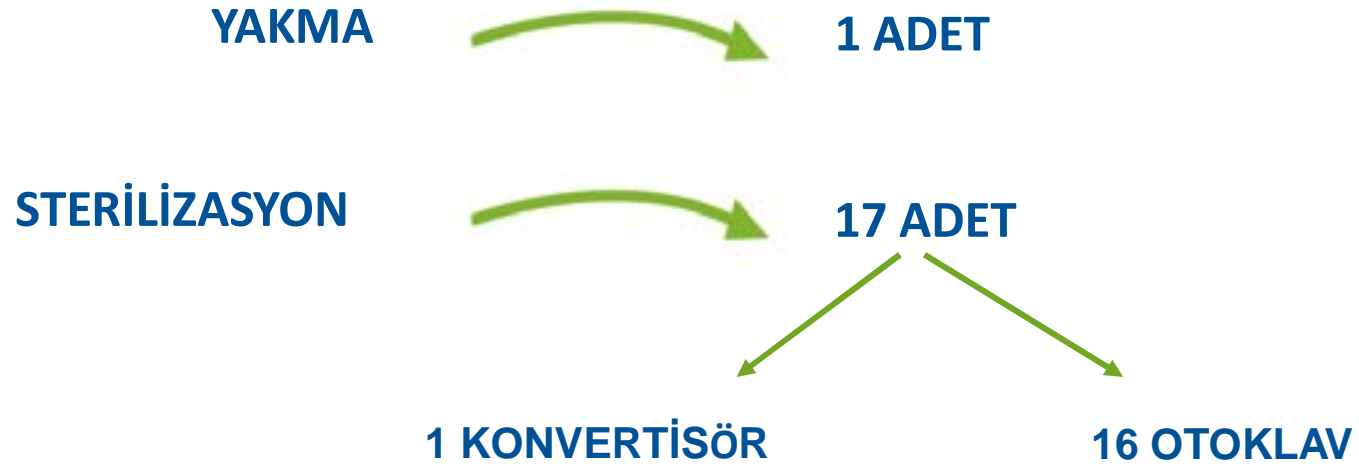 YAKMA 1 ADET
STERİLİZASYON 17 ADET
1 KONVERTİSÖR 16 OTOKLAV